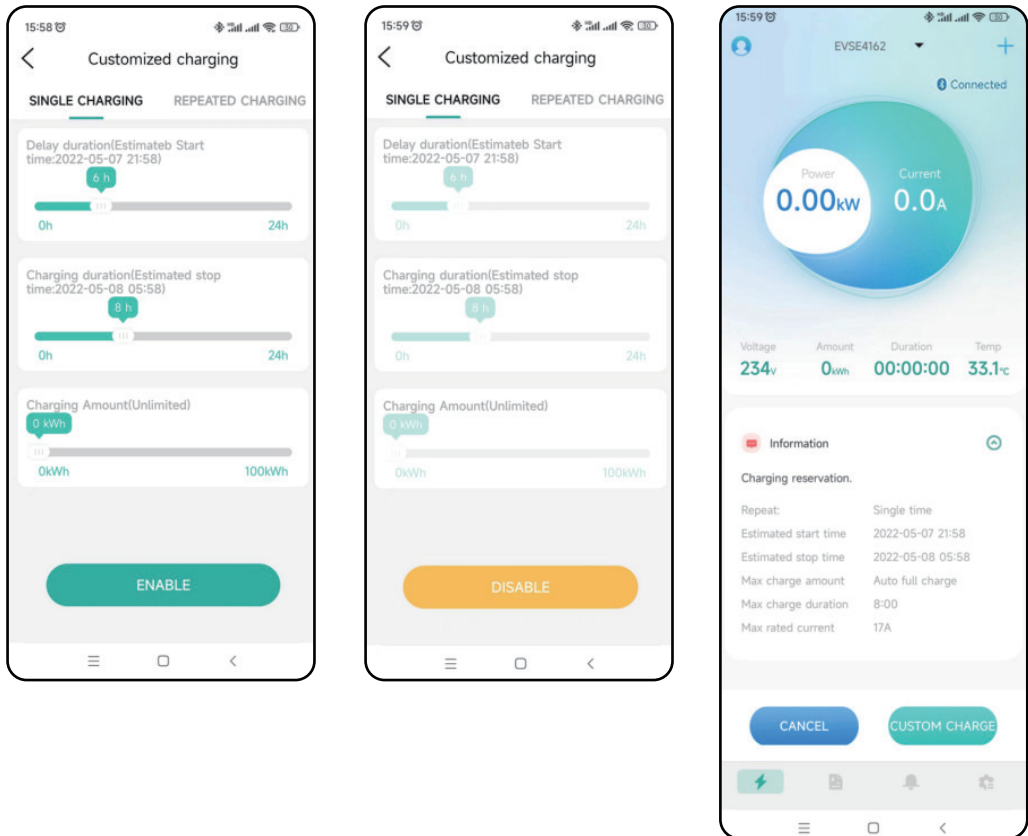 15:58
30
Customized charging
SINGLE CHARGING REPEATED CHARGING
Delay duration(Estimateb Start
time:2022-05-07 21:58)
6 h
0h 24h
Charging duration(Estimated stop
time:2022-05-08 05:58)
8 h
0h 24h
Charging Amount(Unlimited)
0 kWh
0kWh 100kWh
ENABLE
15:59
30
Customized charging
SINGLE CHARGING REPEATED CHARGING
Delay duration(Estimateb Start
time:2022-05-07 21:58)
6 h
0h 24h
Charging duration(Estimated stop
time:2022-05-08 05:58)
8 h
0h 24h
Charging Amount(Unlimited)
0 kWh
0kWh 100kWh
DISABLE
15:59
30
EVSE4162
Connected
Power Current
0.00kW 0.0A
Voltage Amount Duration Temp
234v 0kWh 00:00:00 33.1°C
Information
Charging reservation.
Repeat: Single time
Estimated start time 2022-05-07 21:58
Estimated stop time 2022-05-08 05:58
Max charge amount Auto full charge
Max charge duration 8:00
Max rated current 17A
CANCEL CUSTOM CHARGE